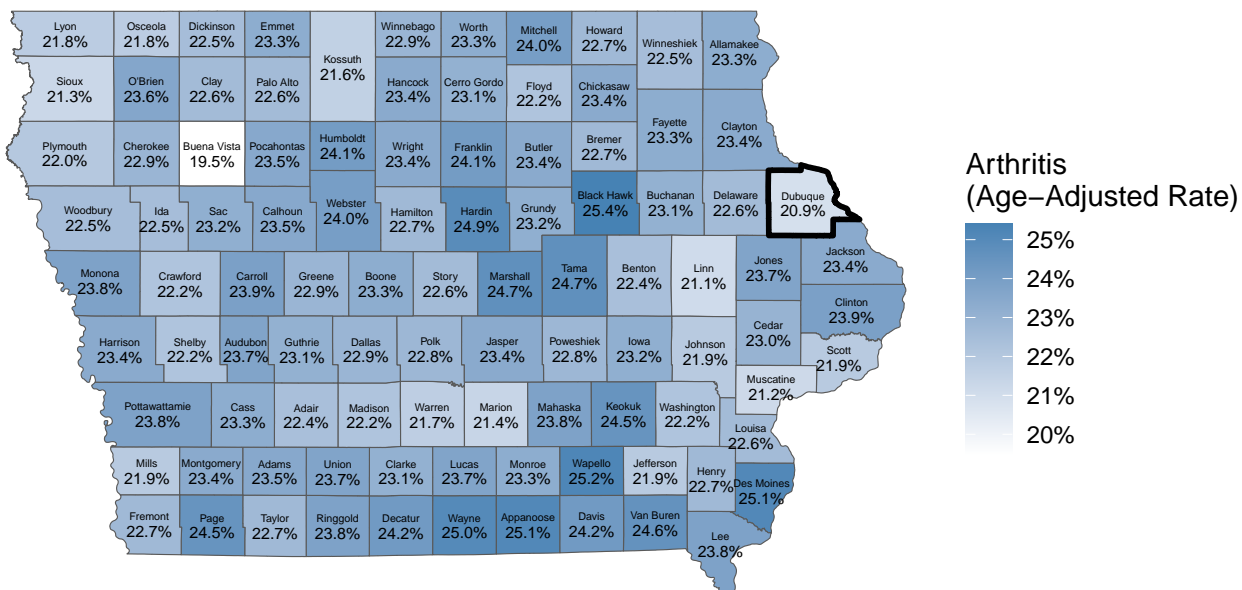 Lyon
21.8%
Osceola
21.8%
Dickinson
22.5%
Emmet
23.3%
Kossuth
21.6%
Winnebago
22.9%
Worth
23.3%
Mitchell
24.0%
Howard
22.7%
Winneshiek
22.5%
Allamakee
23.3%
Sioux
21.3%
O'Brien
23.6%
Clay
22.6%
Palo Alto
22.6%
Hancock
23.4%
Cerro Gordo
23.1%
Floyd
22.2%
Chickasaw
23.4%
Fayette
23.3%
Clayton
23.4%
Plymouth
22.0%
Cherokee
22.9%
Buena Vista
19.5%
Pocahontas
23.5%
Humboldt
24.1%
Wright
23.4%
Franklin
24.1%
Butler
23.4%
Bremer
22.7%
Woodbury
22.5%
Ida
22.5%
Sac
23.2%
Calhoun
23.5%
Webster
24.0%
Hamilton
22.7%
Hardin
24.9%
Grundy
23.2%
Black Hawk
25.4%
Buchanan
23.1%
Delaware
22.6%
Dubuque
20.9%
Monona
23.8%
Crawford
22.2%
Carroll
23.9%
Greene
22.9%
Boone
23.3%
Story
22.6%
Marshall
24.7%
Tama
24.7%
Benton
22.4%
Linn
21.1%
Jones
23.7%
Jackson
23.4%
Clinton
23.9%
Harrison
23.4%
Shelby
22.2%
Audubon
23.7%
Guthrie
23.1%
Dallas
22.9%
Polk
22.8%
Jasper
23.4%
Poweshiek
22.8%
Iowa
23.2%
Johnson
21.9%
Cedar
23.0%
Scott
21.9%
Muscatine
21.2%
Pottawattamie
23.8%
Cass
23.3%
Adair
22.4%
Madison
22.2%
Warren
21.7%
Marion
21.4%
Mahaska
23.8%
Keokuk
24.5%
Washington
22.2%
Louisa
22.6%
Mills
21.9%
Montgomery
23.4%
Adams
23.5%
Union
23.7%
Clarke
23.1%
Lucas
23.7%
Monroe
23.3%
Wapello
25.2%
Jefferson
21.9%
Henry
22.7%
Des Moines
25.1%
Fremont
22.7%
Page
24.5%
Taylor
22.7%
Ringgold
23.8%
Decatur
24.2%
Wayne
25.0%
Appanoose
25.1%
Davis
24.2%
Van Buren
24.6%
Lee
23.8%
Arthritis
(Age−Adjusted Rate)
25%
24%
23%
22%
21%
20%